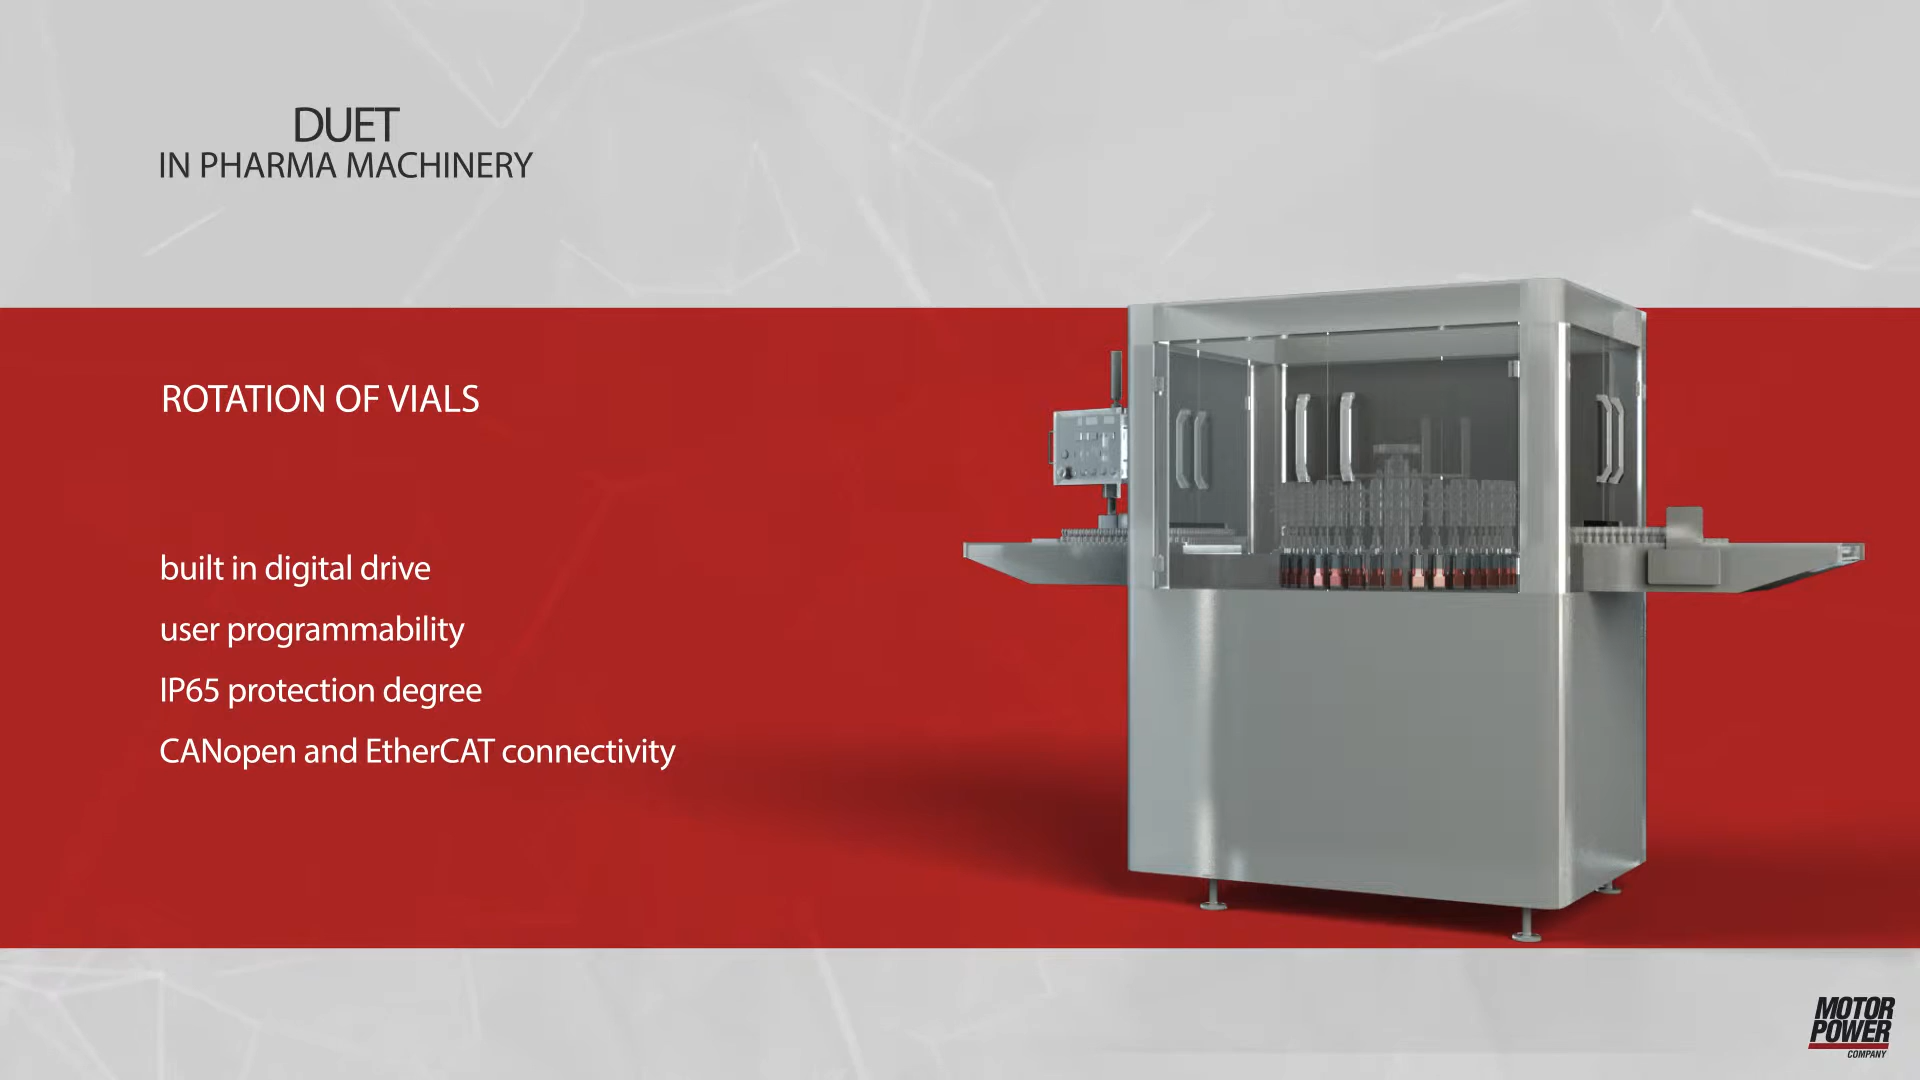 DUET
IN PHARMA MACHINERY
ROTATION OF VIALS
built in digital drive
user programmability
IP65 protection degree
CANopen and EtherCAT connectivity
MOTOR
POWER
COMPANY